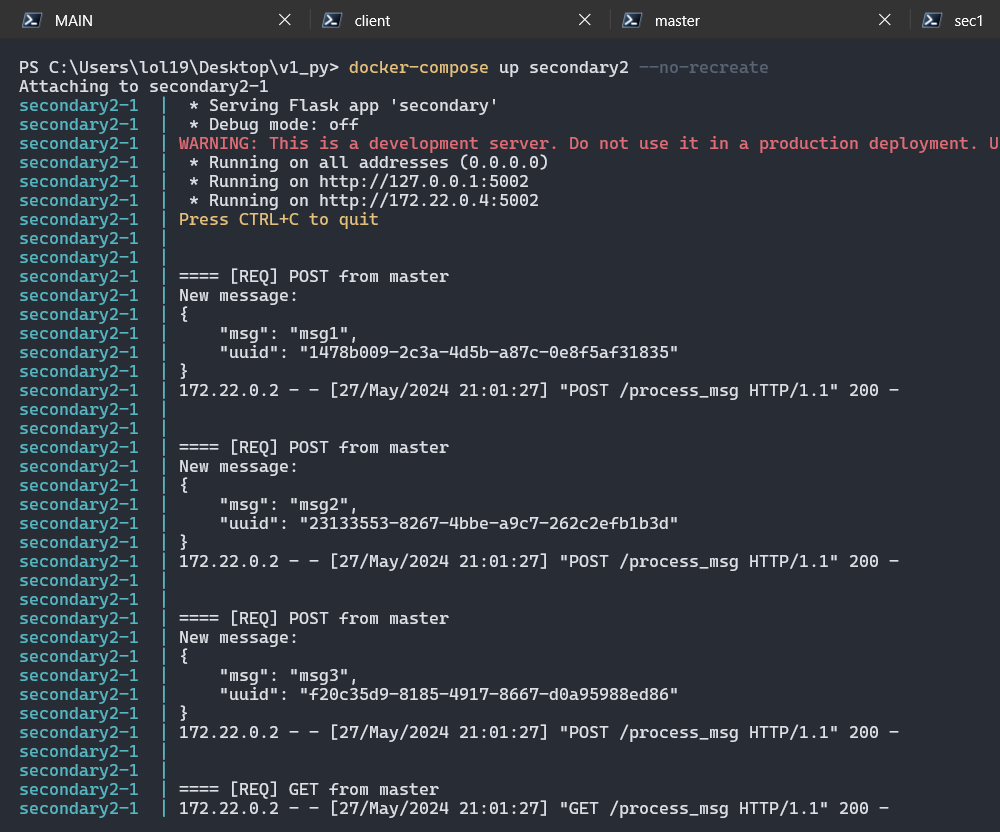 MAIN client master sec1
PS C:\Users\lol19\Desktop\v1_py> docker-compose up secondary2 --no-recreate
Attaching to secondary2-1
secondary2-1  |  * Serving Flask app 'secondary'
secondary2-1  |  * Debug mode: off
secondary2-1  | WARNING: This is a development server. Do not use it in a production deployment. U
secondary2-1  |  * Running on all addresses (0.0.0.0)
secondary2-1  |  * Running on http://127.0.0.1:5002
secondary2-1  |  * Running on http://172.22.0.4:5002
secondary2-1  | Press CTRL+C to quit
secondary2-1  |
secondary2-1  |
secondary2-1  | ==== [REQ] POST from master
secondary2-1  | New message:
secondary2-1  | {
secondary2-1  |     "msg": "msg1",
secondary2-1  |     "uuid": "1478b009-2c3a-4d5b-a87c-0e8f5af31835"
secondary2-1  | }
secondary2-1  | 172.22.0.2 - - [27/May/2024 21:01:27] "POST /process_msg HTTP/1.1" 200 -
secondary2-1  |
secondary2-1  |
secondary2-1  | ==== [REQ] POST from master
secondary2-1  | New message:
secondary2-1  | {
secondary2-1  |     "msg": "msg2",
secondary2-1  |     "uuid": "23133553-8267-4bbe-a9c7-262c2efb1b3d"
secondary2-1  | }
secondary2-1  | 172.22.0.2 - - [27/May/2024 21:01:27] "POST /process_msg HTTP/1.1" 200 -
secondary2-1  |
secondary2-1  |
secondary2-1  | ==== [REQ] POST from master
secondary2-1  | New message:
secondary2-1  | {
secondary2-1  |     "msg": "msg3",
secondary2-1  |     "uuid": "f20c35d9-8185-4917-8667-d0a95988ed86"
secondary2-1  | }
secondary2-1  | 172.22.0.2 - - [27/May/2024 21:01:27] "POST /process_msg HTTP/1.1" 200 -
secondary2-1  |
secondary2-1  |
secondary2-1  | ==== [REQ] GET from master
secondary2-1  | 172.22.0.2 - - [27/May/2024 21:01:27] "GET /process_msg HTTP/1.1" 200 -